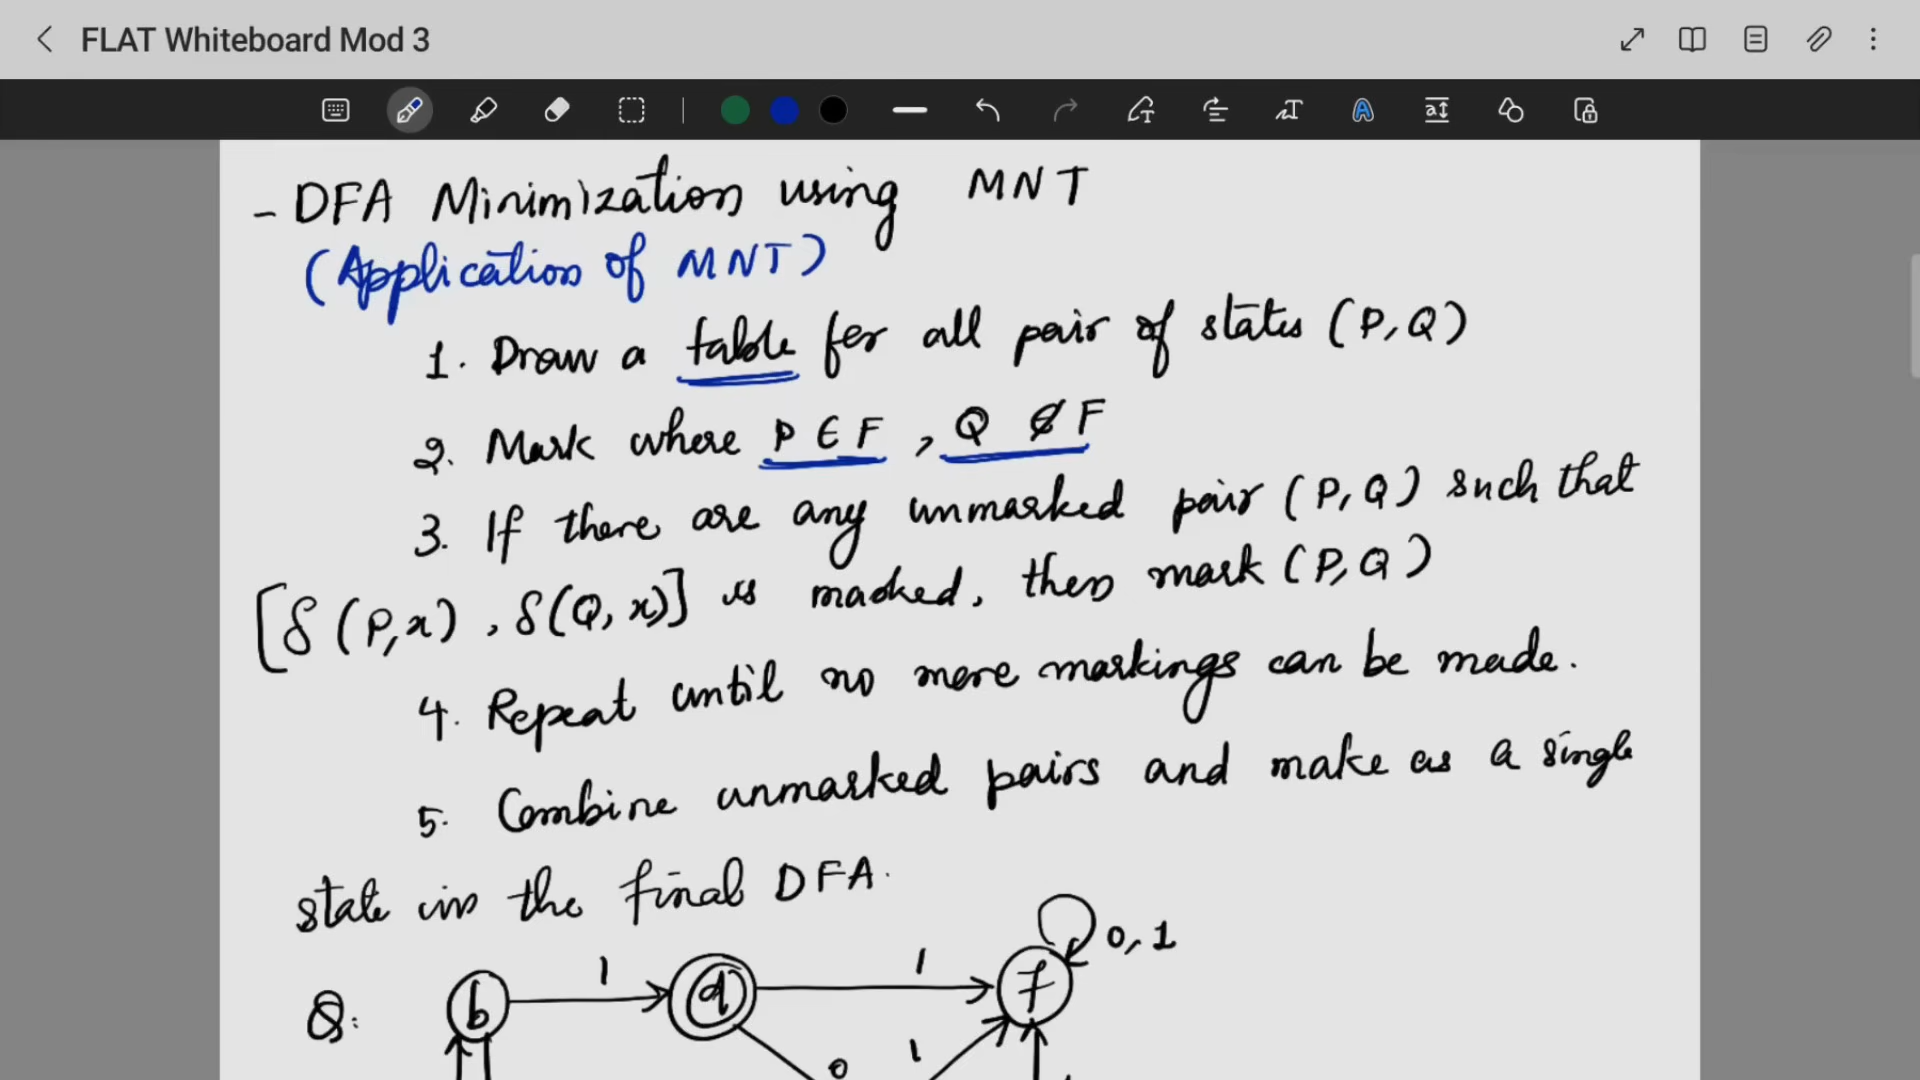 FLAT Whiteboard Mod 3
- DFA Minimization using MNT
(Application of MNT)
1. Draw a table for all pair of states (P,Q)
2. Mark where P ∈ F , Q ∉ F
3. If there are any unmarked pair (P,Q) such that
[δ(P,x), δ(Q,x)] is marked, then mark (P,Q)
4. Repeat until no more markings can be made.
5. Combine unmarked pairs and make as a single
state in the final DFA.
0,1
Q: b 1 d 1 f
0 1